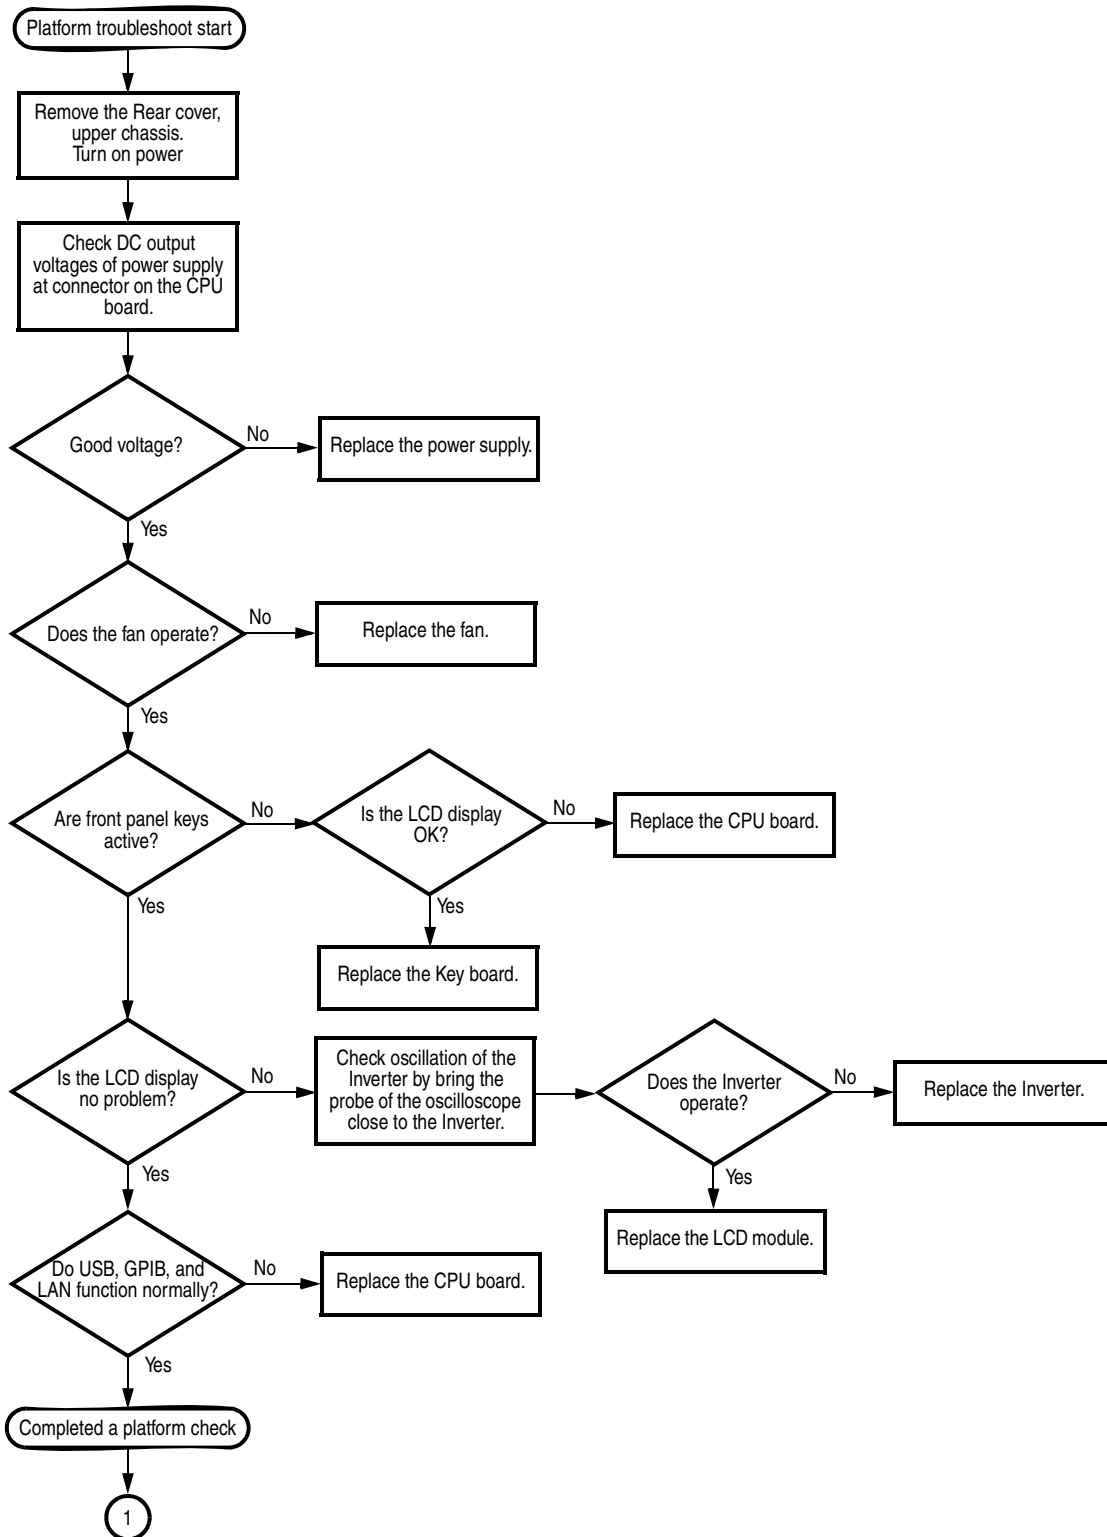 Platform troubleshoot start
Remove the Rear cover,
upper chassis.
Turn on power
Check DC output
voltages of power supply
at connector on the CPU
board.
Good voltage?
No
Replace the power supply.
Yes
Does the fan operate?
No
Replace the fan.
Yes
Are front panel keys
active?
No
Is the LCD display
OK?
No
Replace the CPU board.
Yes
Yes
Replace the Key board.
Is the LCD display
no problem?
No
Check oscillation of the
Inverter by bring the
probe of the oscilloscope
close to the Inverter.
Does the Inverter
operate?
No
Replace the Inverter.
Yes
Yes
Replace the LCD module.
Do USB, GPIB, and
LAN function normally?
No
Replace the CPU board.
Yes
Completed a platform check
1